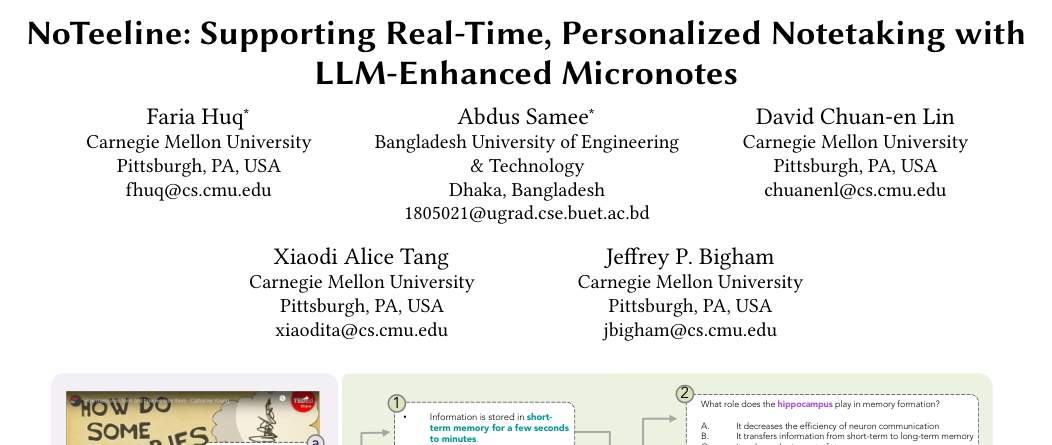 NoTeeline: Supporting Real-Time, Personalized Notetaking with
LLM-Enhanced Micronotes
Faria Huq*
Carnegie Mellon University
Pittsburgh, PA, USA
fhuq@cs.cmu.edu
Abdus Samee*
Bangladesh University of Engineering
& Technology
Dhaka, Bangladesh
1805021@ugrad.cse.buet.ac.bd
David Chuan-en Lin
Carnegie Mellon University
Pittsburgh, PA, USA
chuanenl@cs.cmu.edu
Xiaodi Alice Tang
Carnegie Mellon University
Pittsburgh, PA, USA
xiaodita@cs.cmu.edu
Jeffrey P. Bigham
Carnegie Mellon University
Pittsburgh, PA, USA
jbigham@cs.cmu.edu
HOW DO
SOME
a
1
• Information is stored in short-
term memory for a few seconds
to minutes
2
What role does the hippocampus play in memory formation?
A. It decreases the efficiency of neuron communication
B. It transfers information from short-term to long-term memory